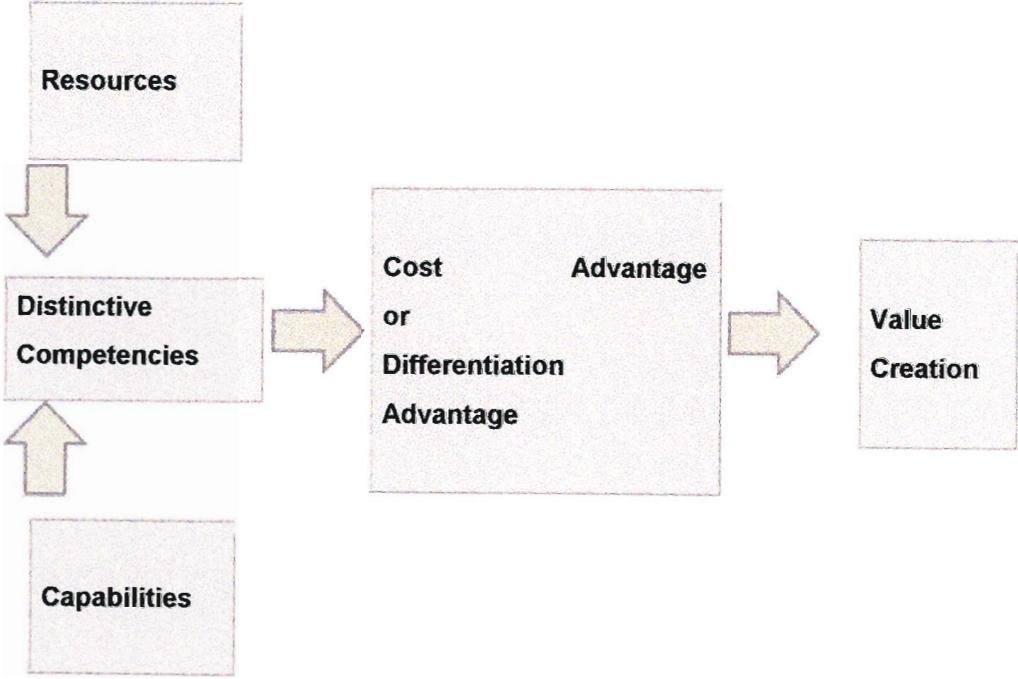 Resources
Distinctive
Competencies
Cost Advantage
or
Differentiation
Advantage
Value
Creation
Capabilities